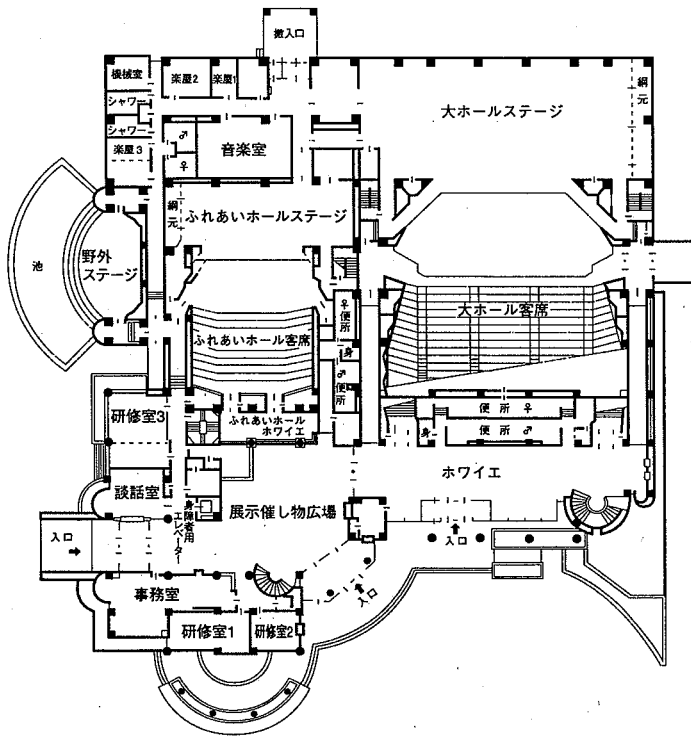 搬入口
機械室
楽屋2
楽屋1
綱元
大ホールステージ
シャワー
シャワー
♂
音楽室
楽屋3
♀
綱元
ふれあいホールステージ
野外
ステージ
池
♀便所
大ホール客席
ふれあいホール客席
身
♂便所
研修室3
ふれあいホール
ホワイエ
便所 ♀
身
便所 ♂
ホワイエ
談話室
身障者用
エレベーター
展示催し物広場
入口
入口
入口
事務室
研修室1
研修室2